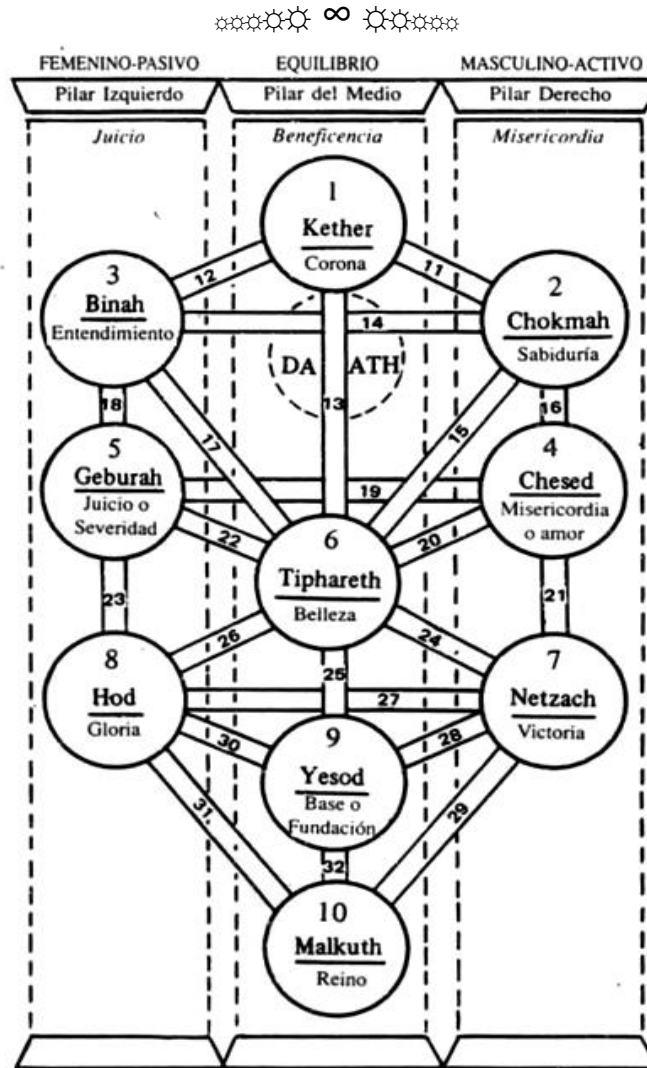 ∞
FEMENINO-PASIVO EQUILIBRIO MASCULINO-ACTIVO
Pilar Izquierdo Pilar del Medio Pilar Derecho
Juicio Beneficencia Misericordia
1
Kether
Corona
12
11
3
Binah
Entendimiento
2
Chokmah
Sabiduría
14
DA ATH
13
18
17
15
16
5
Geburah
Juicio o
Severidad
4
Chesed
Misericordia
o amor
19
22
20
6
Tiphareth
Belleza
23
21
26
24
25
8
Hod
Gloria
7
Netzach
Victoria
27
30
28
9
Yesod
Base o
Fundación
31
29
32
10
Malkuth
Reino